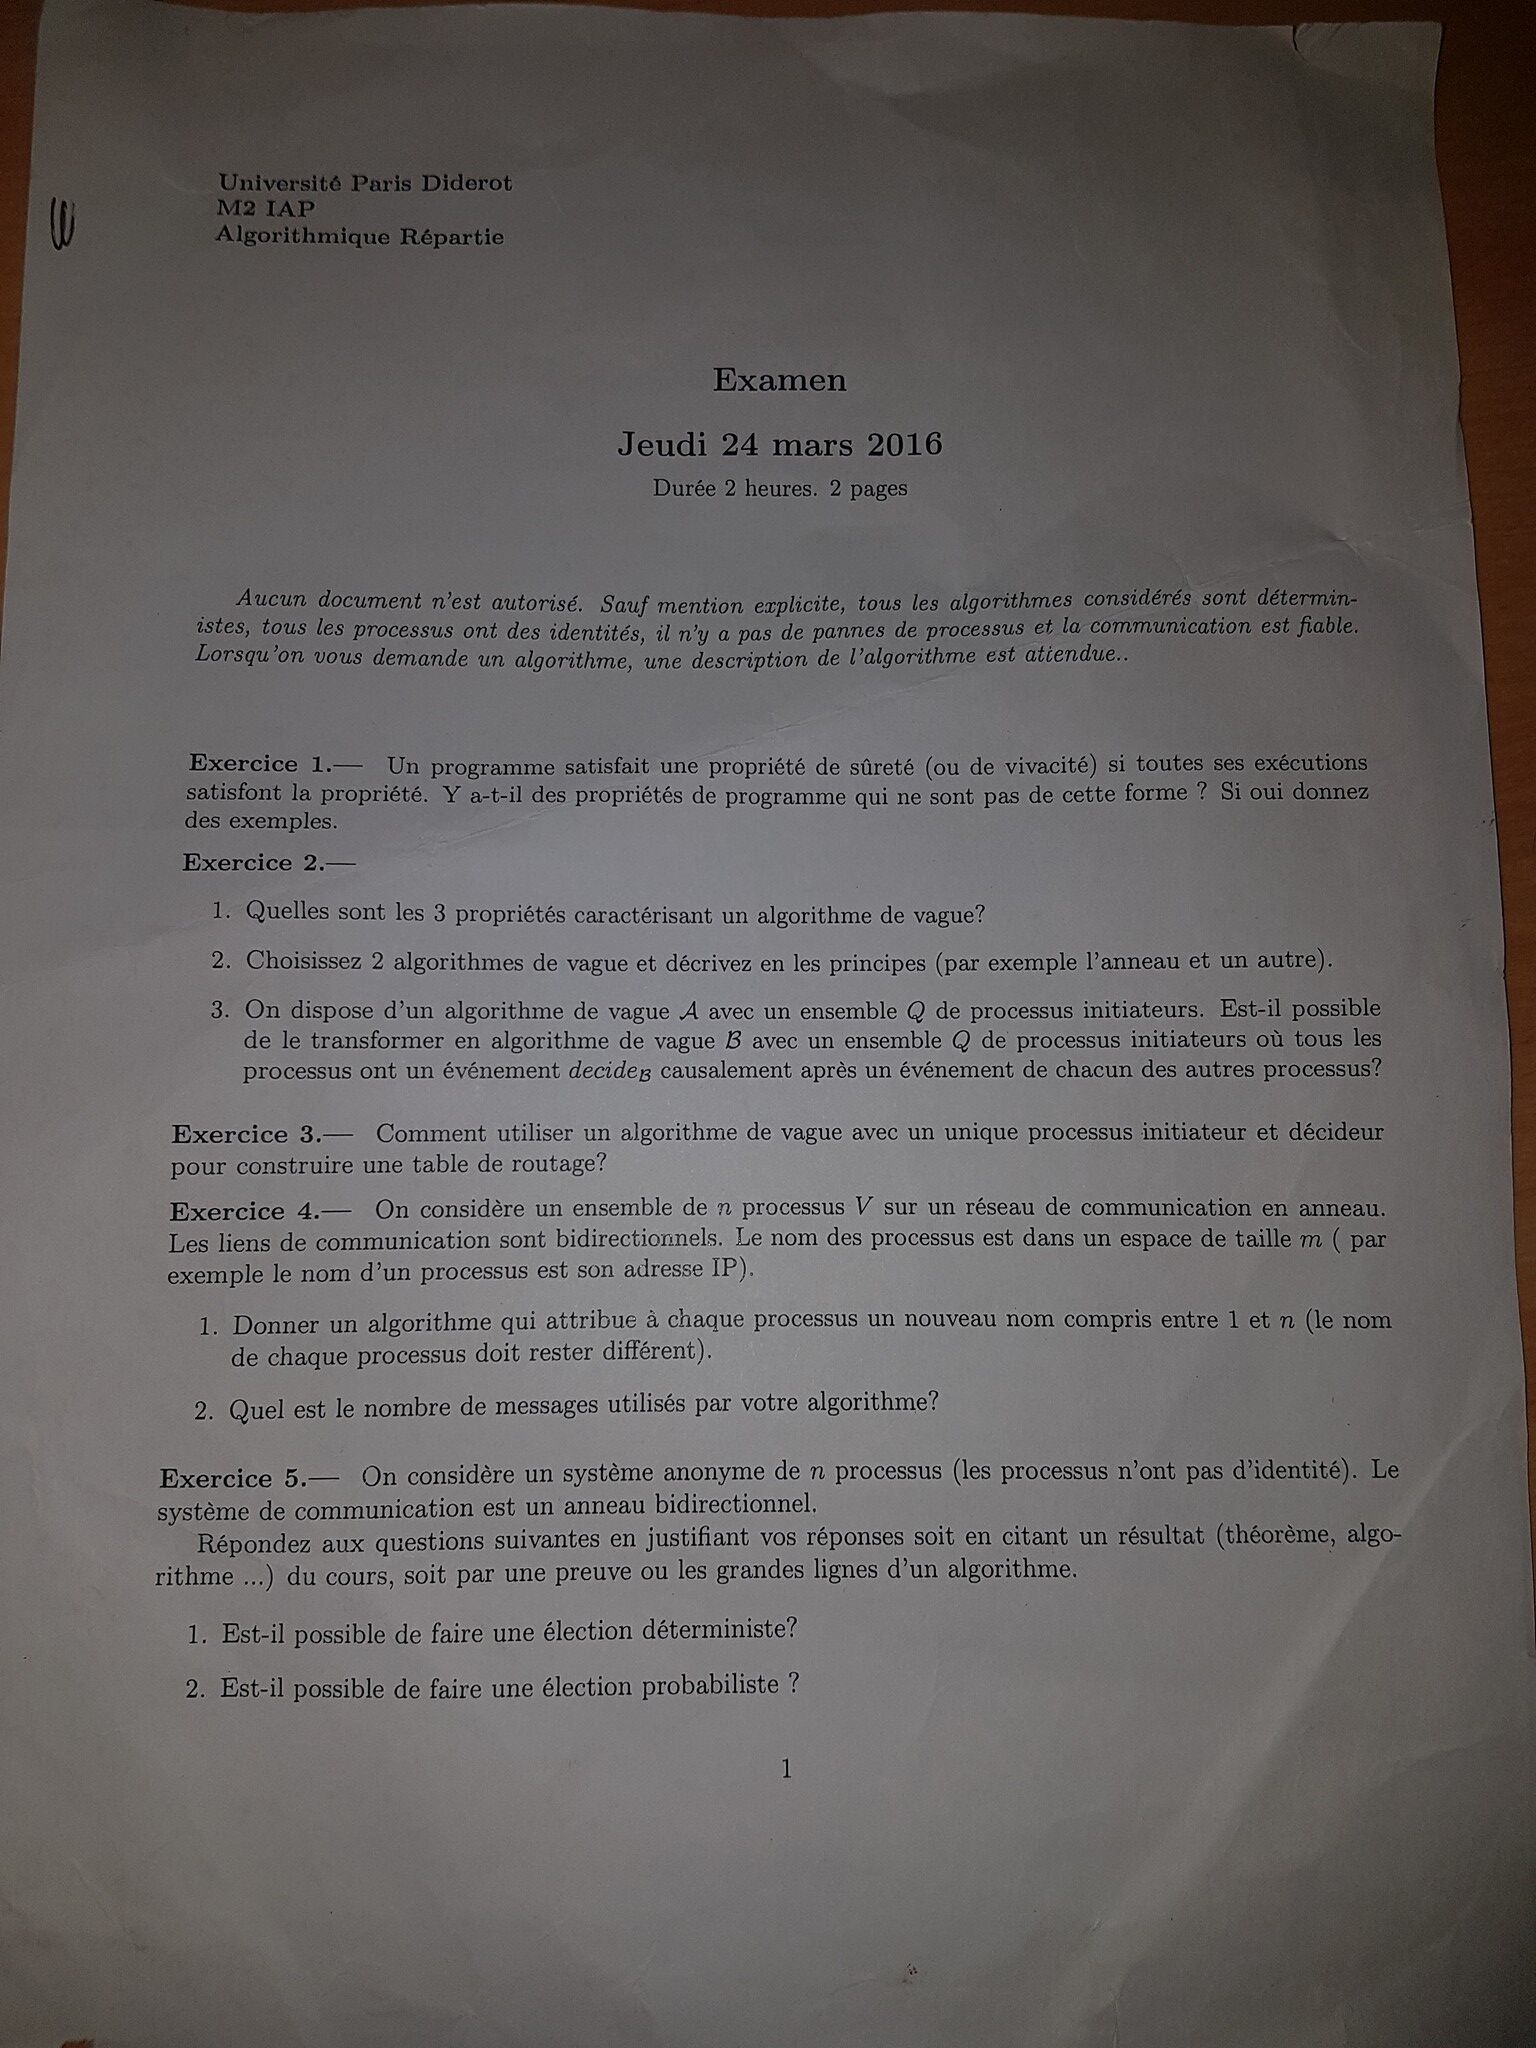 Université Paris Diderot
M2 IAP
Algorithmique Répartie
Examen
Jeudi 24 mars 2016
Durée 2 heures. 2 pages
Aucun document n'est autorisé. Sauf mention explicite, tous les algorithmes considérés sont détermin-
istes, tous les processus ont des identités, il n'y a pas de pannes de processus et la communication est fiable.
Lorsqu'on vous demande un algorithme, une description de l'algorithme est attendue..
Exercice 1.— Un programme satisfait une propriété de sûreté (ou de vivacité) si toutes ses exécutions
satisfont la propriété. Y a-t-il des propriétés de programme qui ne sont pas de cette forme ? Si oui donnez
des exemples.
Exercice 2.—
1. Quelles sont les 3 propriétés caractérisant un algorithme de vague?
2. Choisissez 2 algorithmes de vague et décrivez en les principes (par exemple l'anneau et un autre).
3. On dispose d'un algorithme de vague 𝒜 avec un ensemble Q de processus initiateurs. Est-il possible
de le transformer en algorithme de vague ℬ avec un ensemble Q de processus initiateurs où tous les
processus ont un événement decideℬ causalement après un événement de chacun des autres processus?
Exercice 3.— Comment utiliser un algorithme de vague avec un unique processus initiateur et décideur
pour construire une table de routage?
Exercice 4.— On considère un ensemble de n processus V sur un réseau de communication en anneau.
Les liens de communication sont bidirectionnels. Le nom des processus est dans un espace de taille m ( par
exemple le nom d'un processus est son adresse IP).
1. Donner un algorithme qui attribue à chaque processus un nouveau nom compris entre 1 et n (le nom
de chaque processus doit rester différent).
2. Quel est le nombre de messages utilisés par votre algorithme?
Exercice 5.— On considère un système anonyme de n processus (les processus n'ont pas d'identité). Le
système de communication est un anneau bidirectionnel.
Répondez aux questions suivantes en justifiant vos réponses soit en citant un résultat (théorème, algo-
rithme ...) du cours, soit par une preuve ou les grandes lignes d'un algorithme.
1. Est-il possible de faire une élection déterministe?
2. Est-il possible de faire une élection probabiliste ?
1